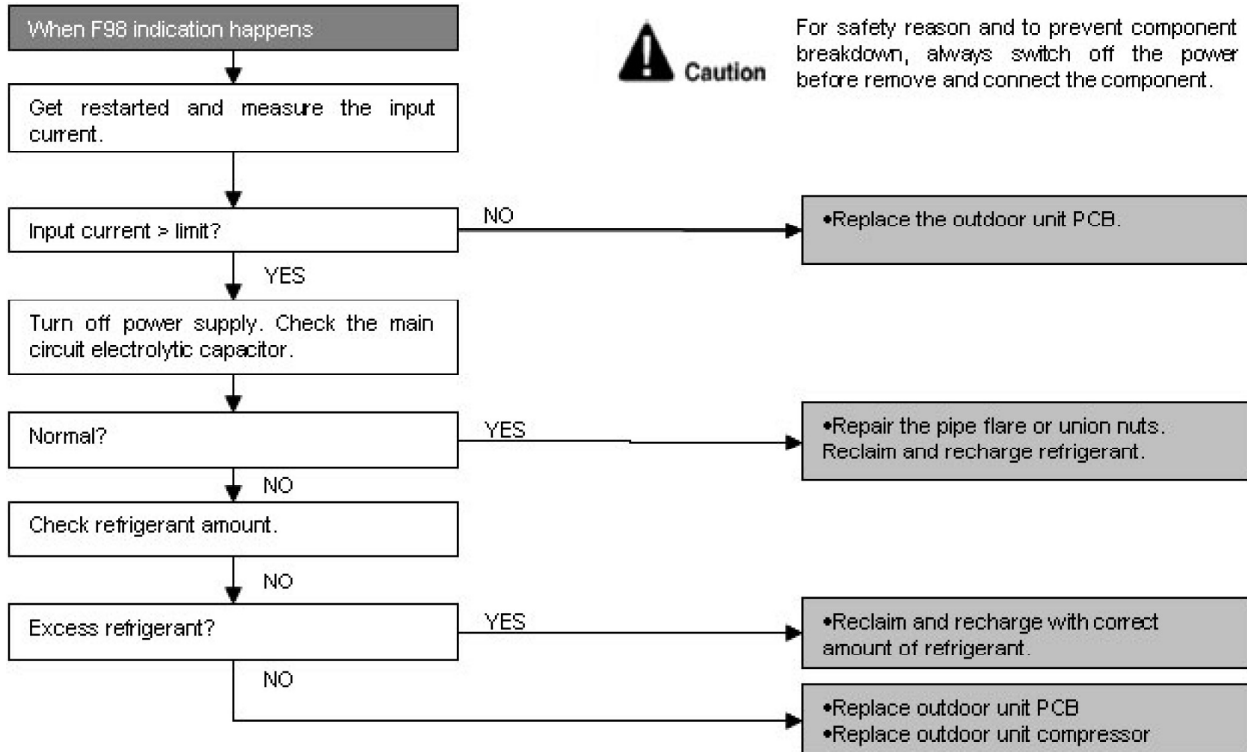 When F98 indication happens
For safety reason and to prevent component
breakdown, always switch off the power
before remove and connect the component.
Caution
Get restarted and measure the input
current.
Input current > limit?
NO
•Replace the outdoor unit PCB.
YES
Turn off power supply. Check the main
circuit electrolytic capacitor.
Normal?
YES
•Repair the pipe flare or union nuts.
Reclaim and recharge refrigerant.
NO
Check refrigerant amount.
NO
Excess refrigerant?
YES
•Reclaim and recharge with correct
amount of refrigerant.
NO
•Replace outdoor unit PCB
•Replace outdoor unit compressor